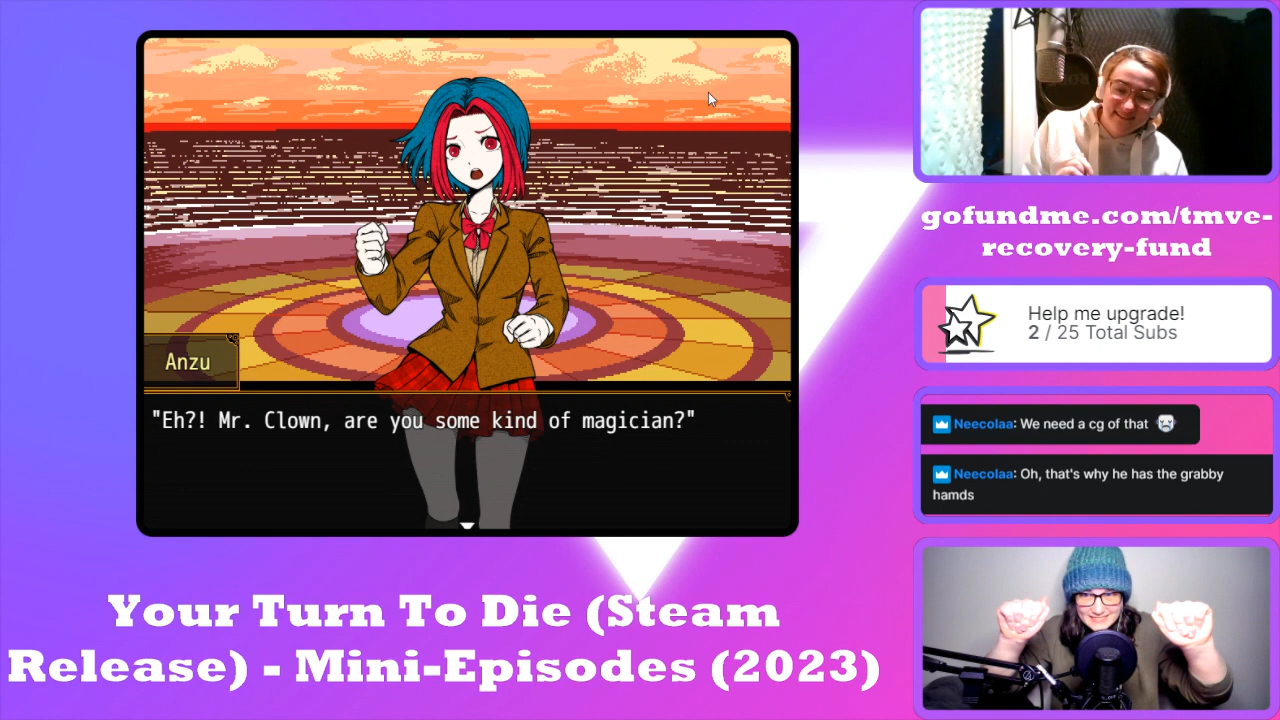 Anzu
"Eh?! Mr. Clown, are you some kind of magician?"
Your Turn To Die (Steam
Release) - Mini-Episodes (2023)
gofundme.com/tmve-
recovery-fund
Help me upgrade!
2 / 25 Total Subs
Neecolaa: We need a cg of that
Neecolaa: Oh, that's why he has the grabby
hamds